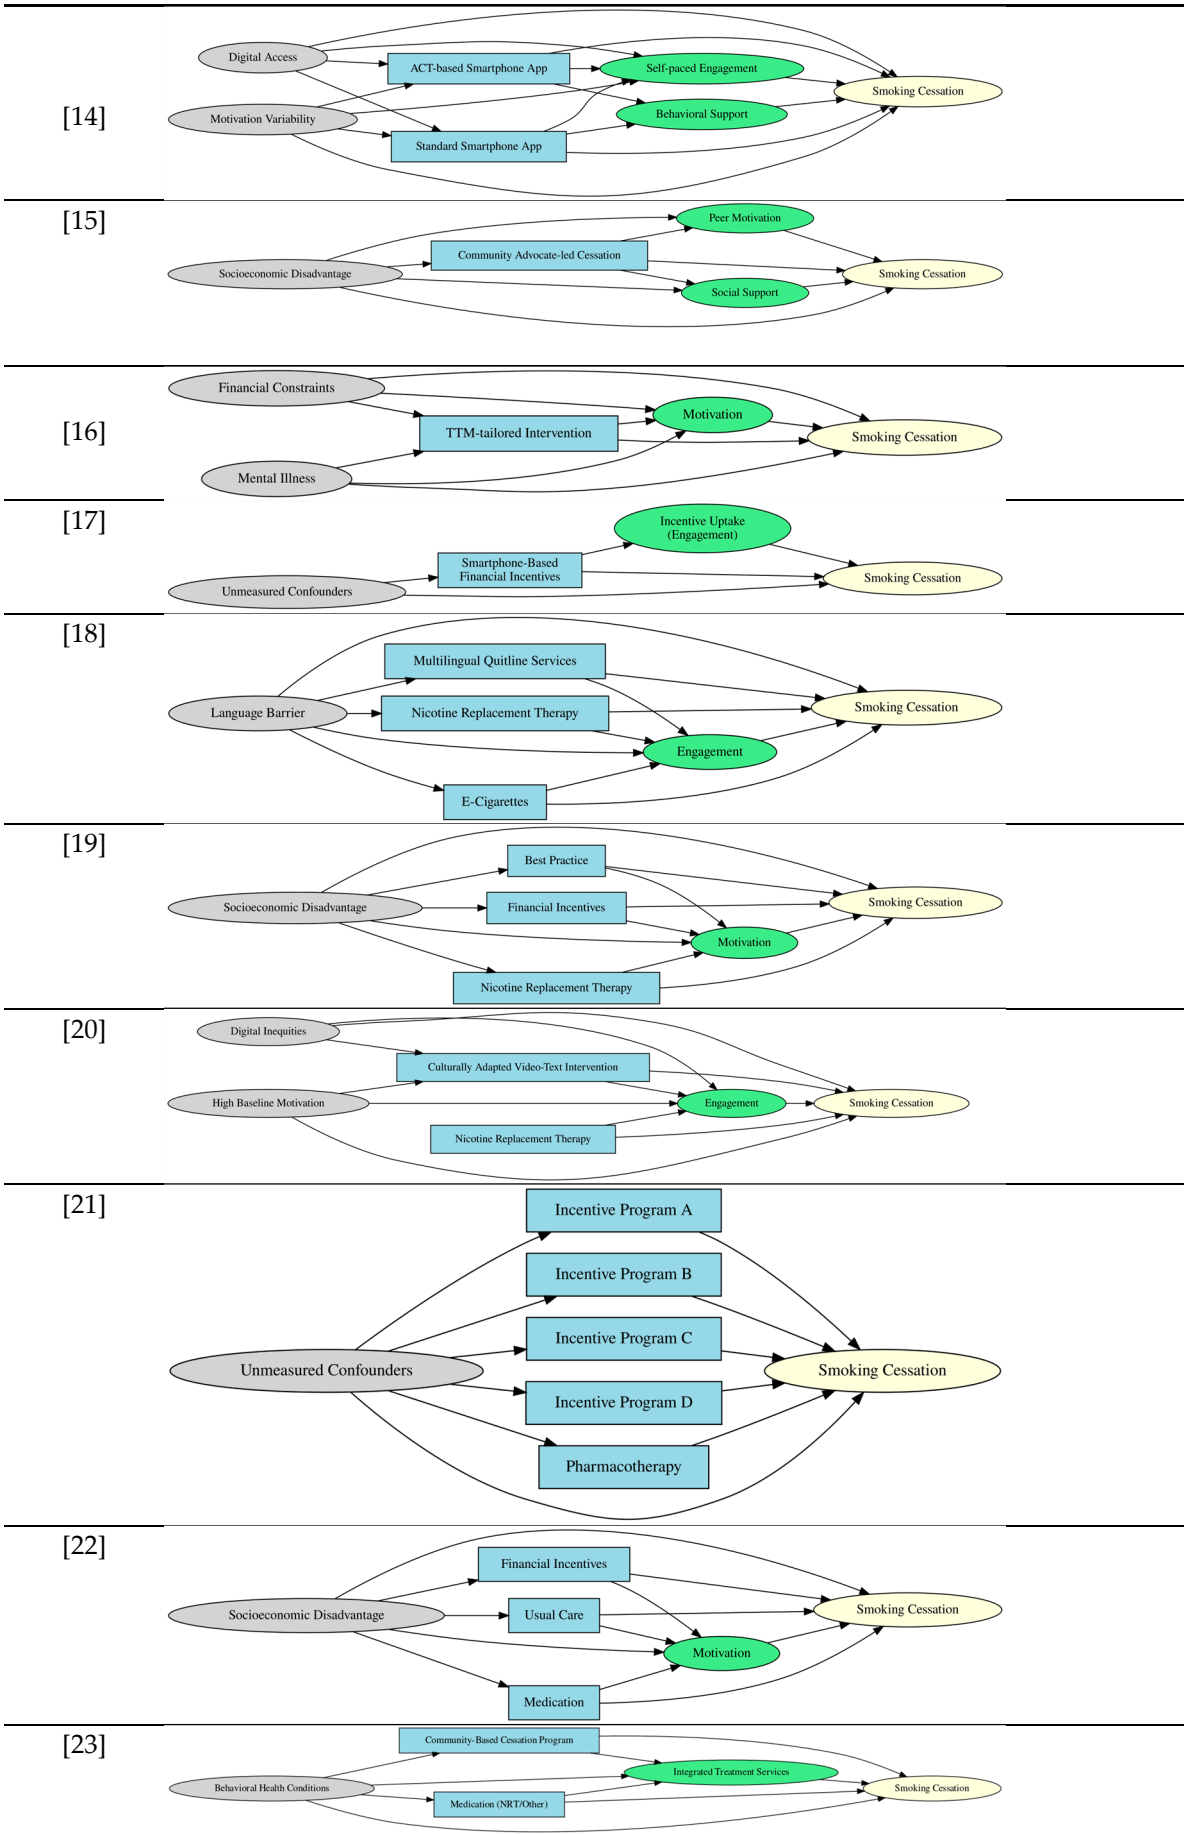 [14]
Digital Access
ACT-based Smartphone App
Self-paced Engagement
Smoking Cessation
Motivation Variability
Behavioral Support
Standard Smartphone App
[15]
Peer Motivation
Community Advocate-led Cessation
Socioeconomic Disadvantage
Smoking Cessation
Social Support
[16]
Financial Constraints
Motivation
TTM-tailored Intervention
Smoking Cessation
Mental Illness
[17]
Incentive Uptake
(Engagement)
Smartphone-Based
Financial Incentives
Smoking Cessation
Unmeasured Confounders
[18]
Multilingual Quitline Services
Language Barrier
Nicotine Replacement Therapy
Smoking Cessation
Engagement
E-Cigarettes
[19]
Best Practice
Socioeconomic Disadvantage
Financial Incentives
Smoking Cessation
Motivation
Nicotine Replacement Therapy
[20]
Digital Inequities
Culturally Adapted Video-Text Intervention
High Baseline Motivation
Engagement
Smoking Cessation
Nicotine Replacement Therapy
[21]
Incentive Program A
Incentive Program B
Incentive Program C
Unmeasured Confounders
Smoking Cessation
Incentive Program D
Pharmacotherapy
[22]
Financial Incentives
Socioeconomic Disadvantage
Usual Care
Smoking Cessation
Motivation
Medication
[23]
Community-Based Cessation Program
Integrated Treatment Services
Behavioral Health Conditions
Smoking Cessation
Medication (NRT/Other)